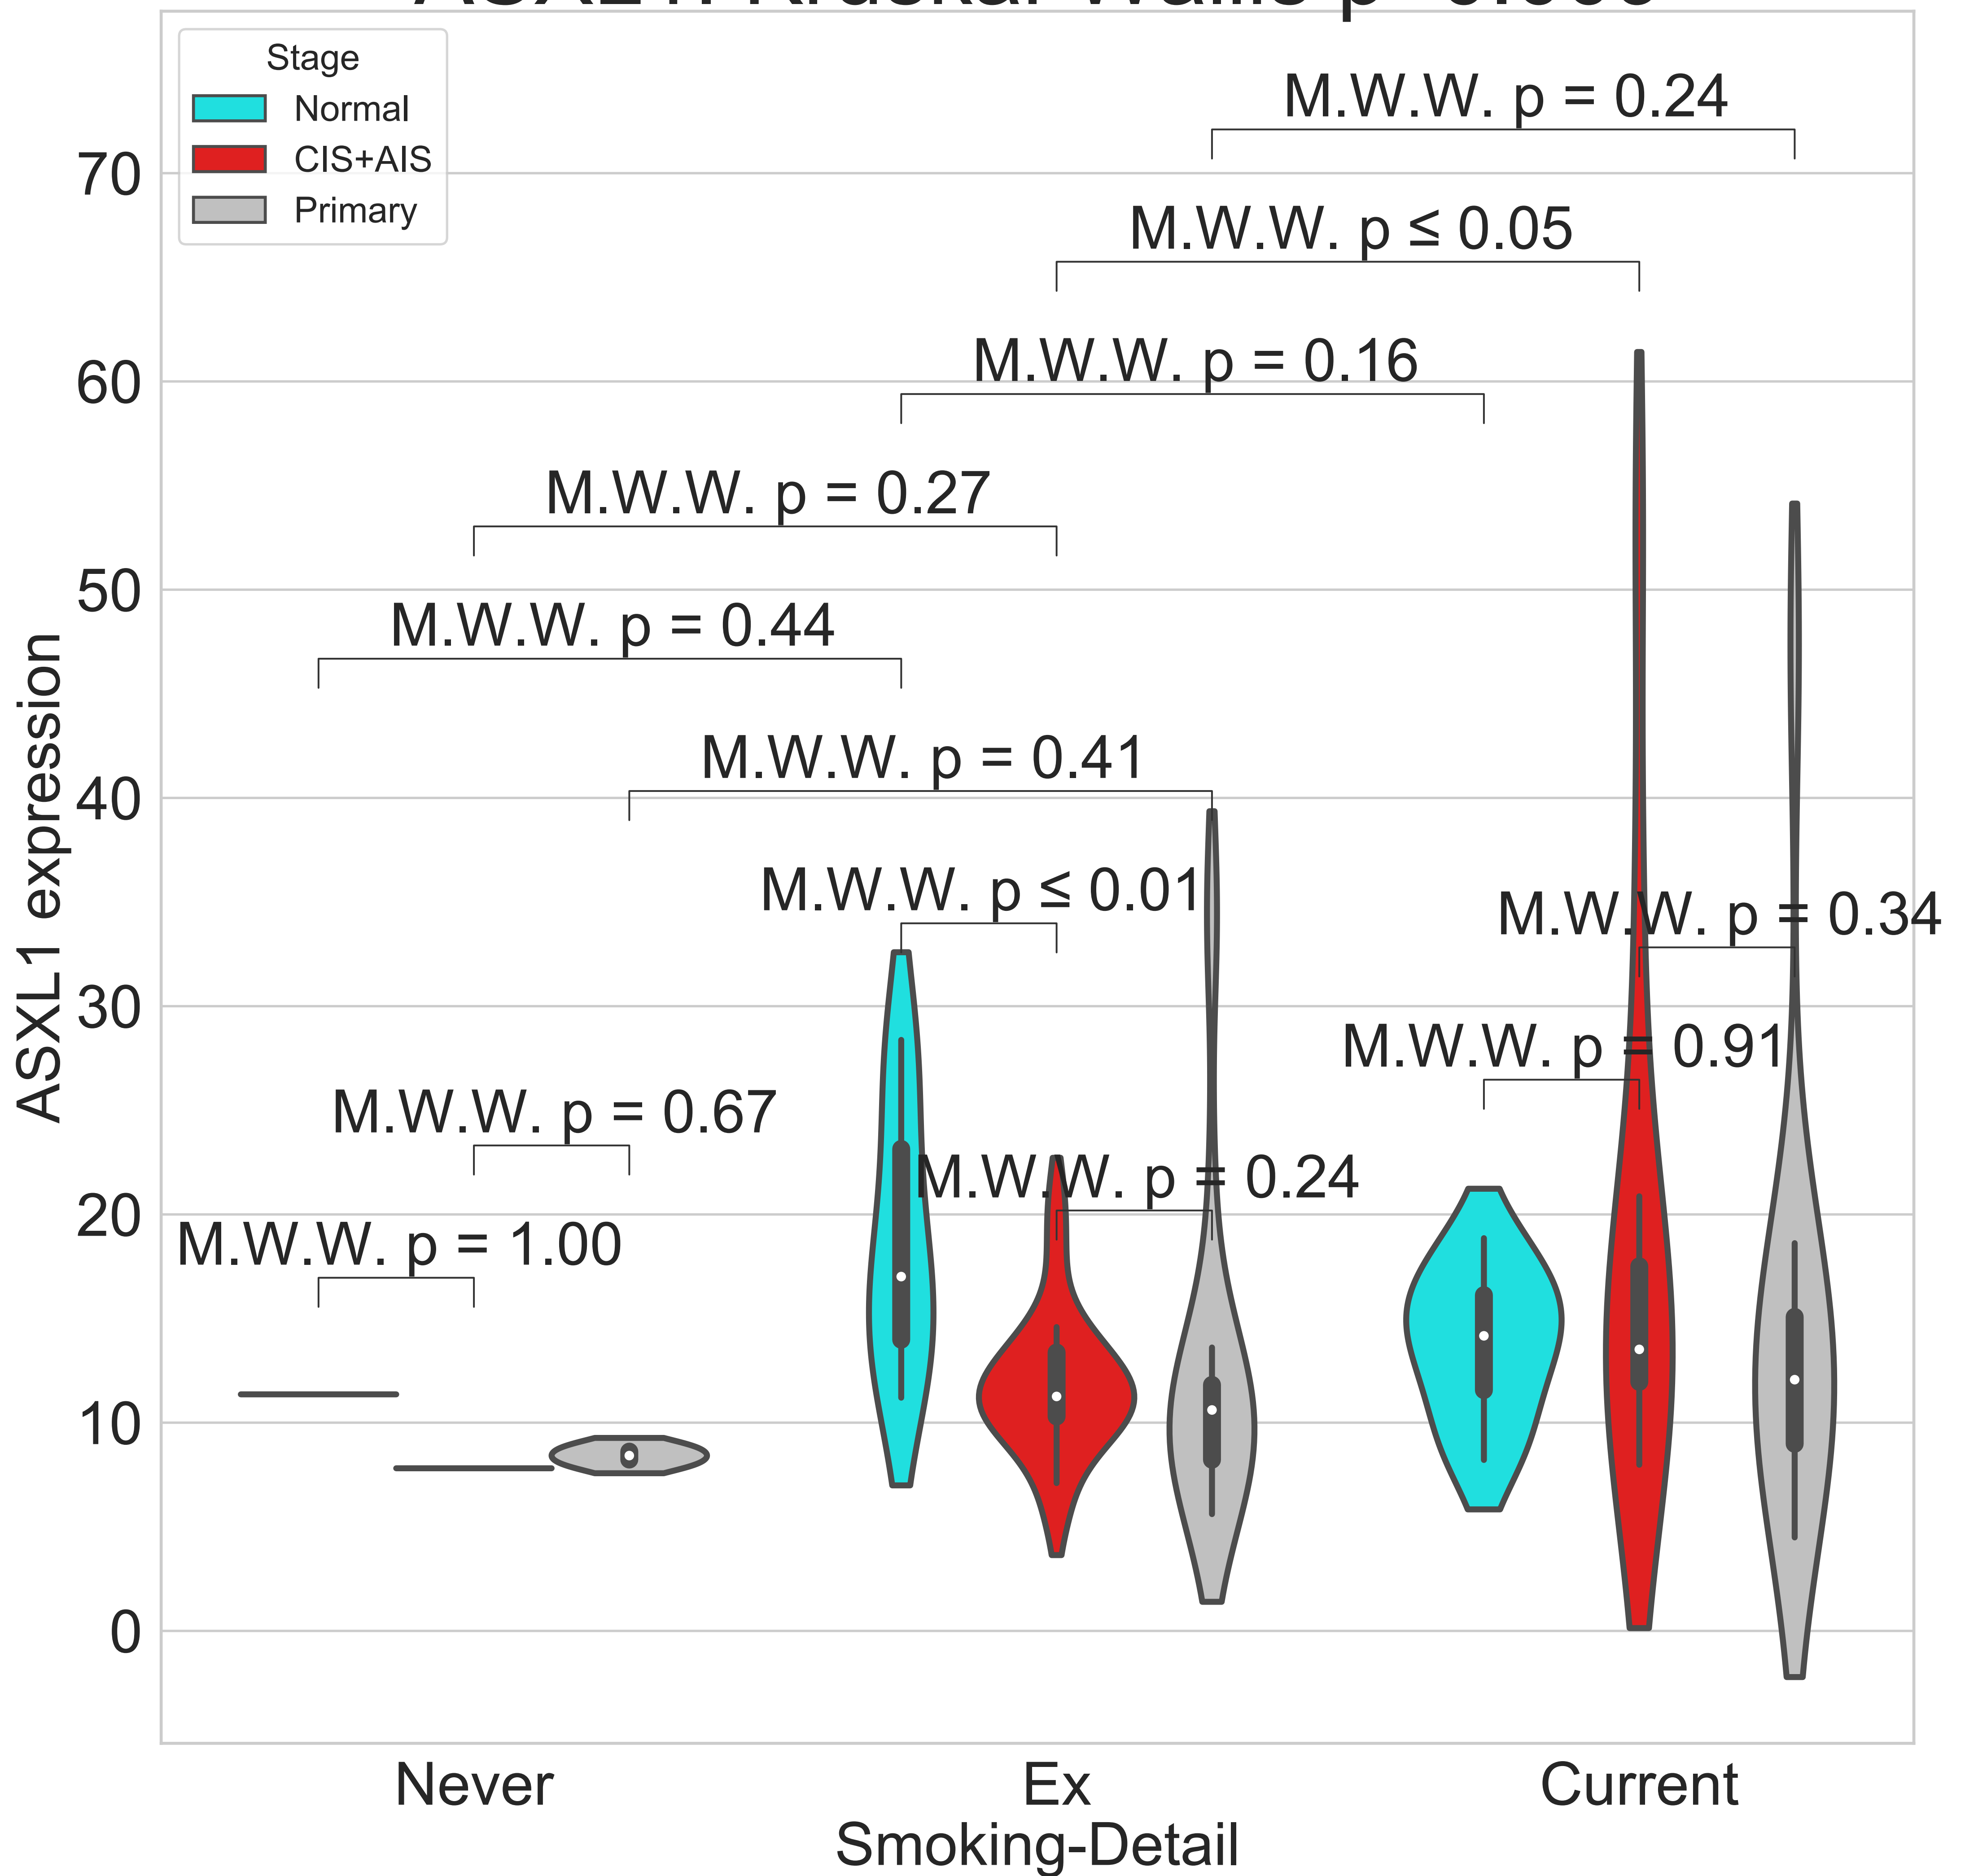 Stage
Normal
CIS+AIS
Primary
M.W.W. p = 0.24
M.W.W. p ≤ 0.05
M.W.W. p = 0.16
M.W.W. p = 0.27
M.W.W. p = 0.44
M.W.W. p = 0.41
M.W.W. p ≤ 0.01
M.W.W. p = 0.34
M.W.W. p = 0.91
M.W.W. p = 0.67
M.W.W. p = 0.24
M.W.W. p = 1.00
ASXL1 expression
70
60
50
40
30
20
10
0
Never
Ex
Current
Smoking-Detail